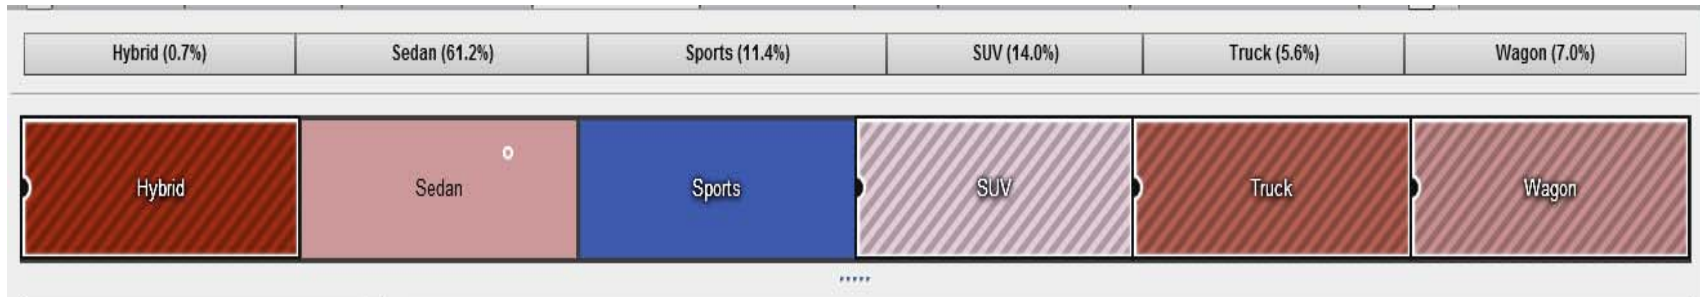 Hybrid (0.7%) Sedan (61.2%) Sports (11.4%) SUV (14.0%) Truck (5.6%) Wagon (7.0%)
Hybrid Sedan Sports SUV Truck Wagon